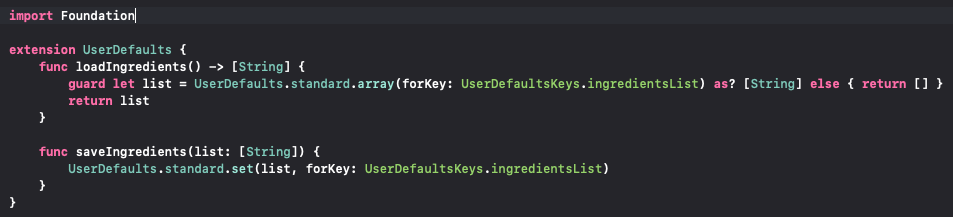 import Foundation

extension UserDefaults {
    func loadIngredients() -> [String] {
        guard let list = UserDefaults.standard.array(forKey: UserDefaultsKeys.ingredientsList) as? [String] else { return [] }
        return list
    }

    func saveIngredients(list: [String]) {
        UserDefaults.standard.set(list, forKey: UserDefaultsKeys.ingredientsList)
    }
}